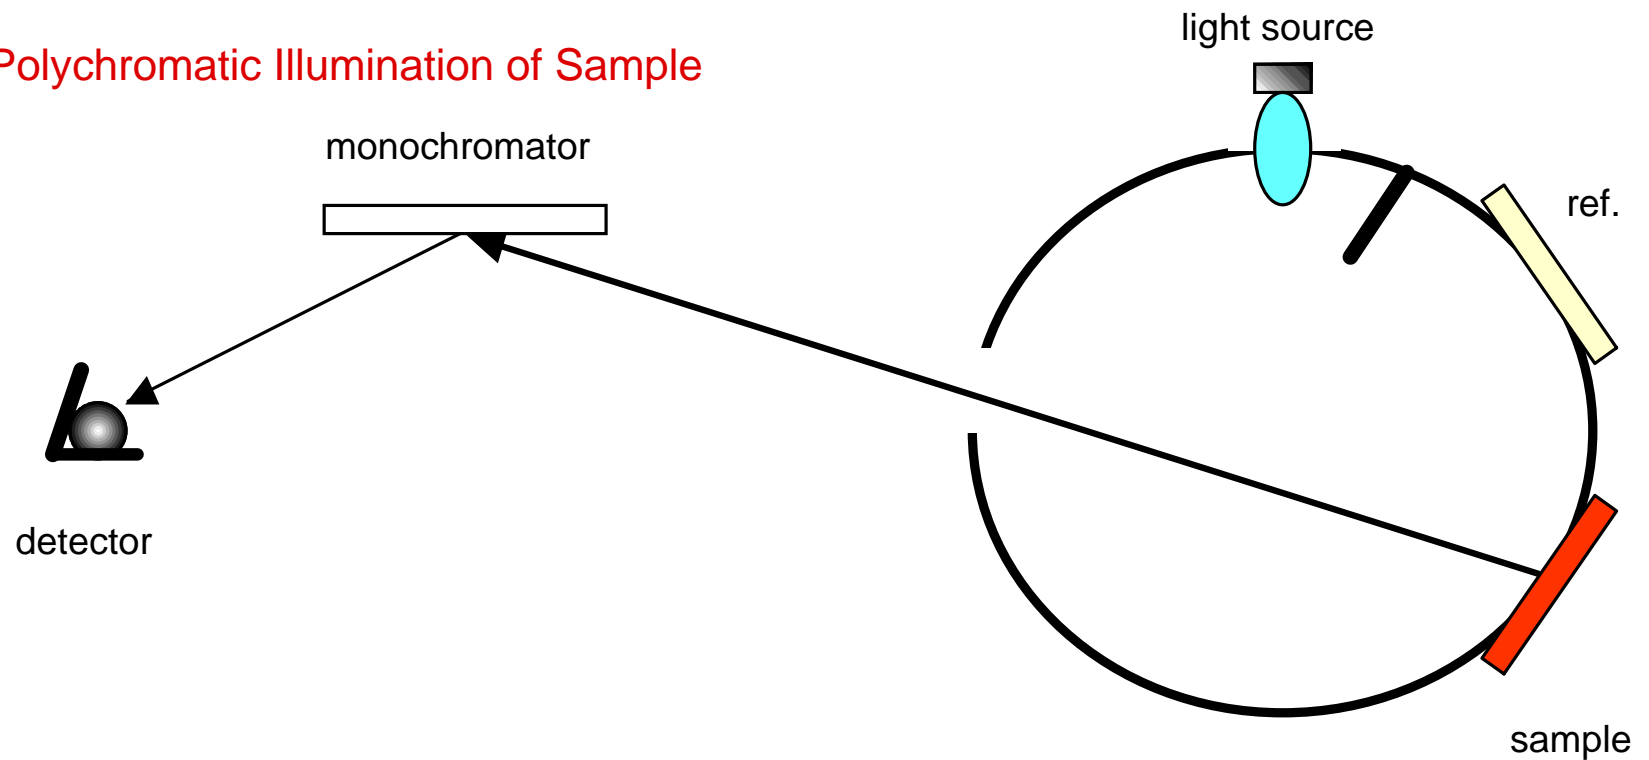 light source
Polychromatic Illumination of Sample
monochromator
ref.
detector
sample